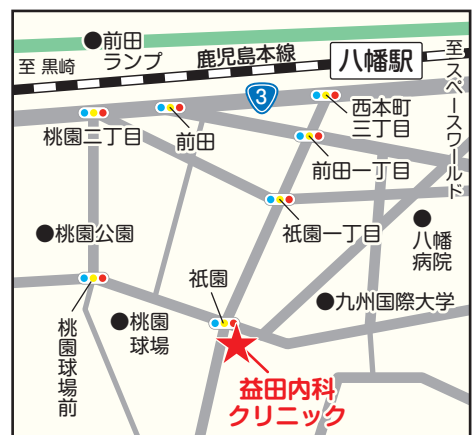 前田
ランプ
至 黒崎
鹿児島本線
八幡駅
至スペースワールド
3
西本町
三丁目
桃園二丁目
前田
前田一丁目
祇園一丁目
桃園公園
八幡
病院
祇園
九州国際大学
桃園
球場
桃園球場前
益田内科
クリニック